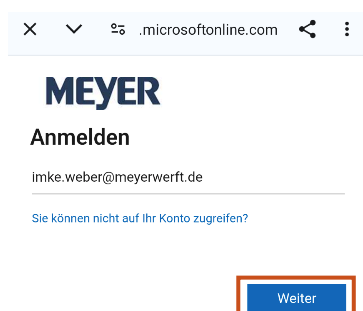 .microsoftonline.com
MEYER
Anmelden
imke.weber@meyerwerft.de
Sie können nicht auf Ihr Konto zugreifen?
Weiter